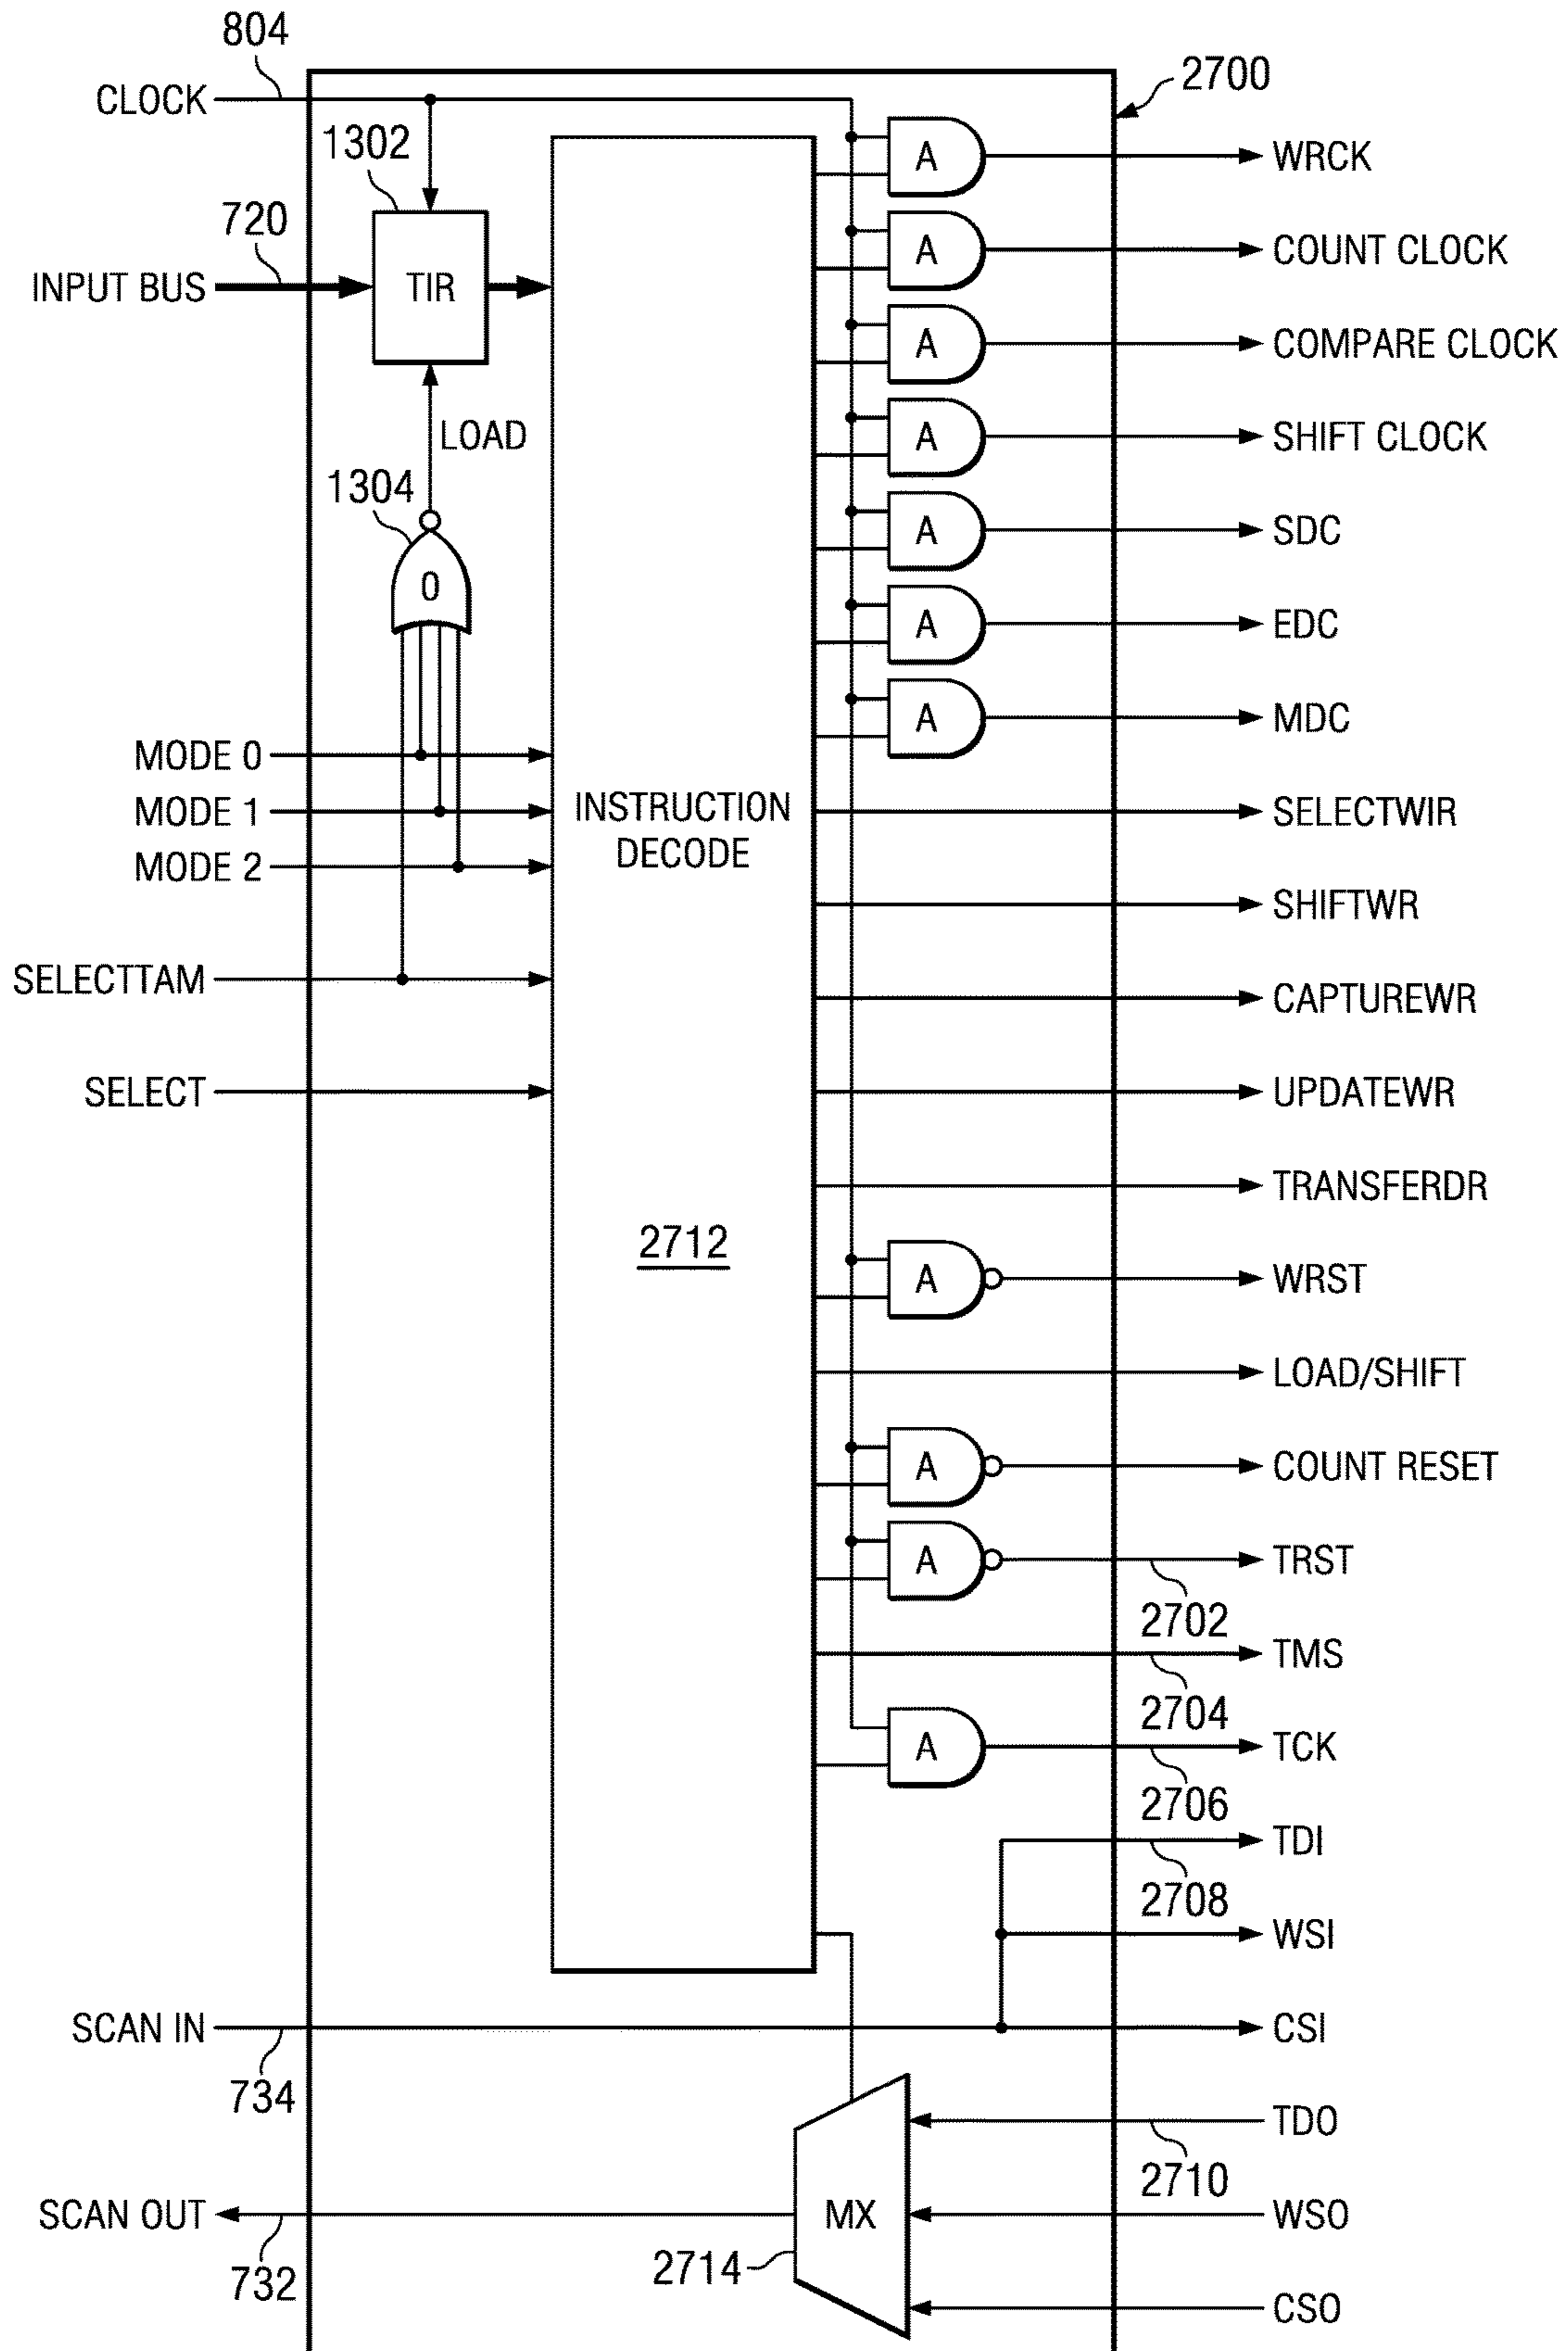 804
CLOCK
2700
1302
A
WRCK
720
INPUT BUS
TIR
A
COUNT CLOCK
A
COMPARE CLOCK
LOAD
A
SHIFT CLOCK
1304
0
A
SDC
A
EDC
A
MDC
MODE 0
MODE 1
MODE 2
INSTRUCTION
DECODE
SELECTWIR
SHIFTWR
SELECTTAM
CAPTUREWR
SELECT
UPDATEWR
TRANSFERDR
2712
A
WRST
LOAD/SHIFT
A
COUNT RESET
A
TRST
2702
TMS
2704
A
TCK
2706
TDI
2708
WSI
SCAN IN
734
CSI
TDO
2710
SCAN OUT
732
MX
2714
WSO
CSO